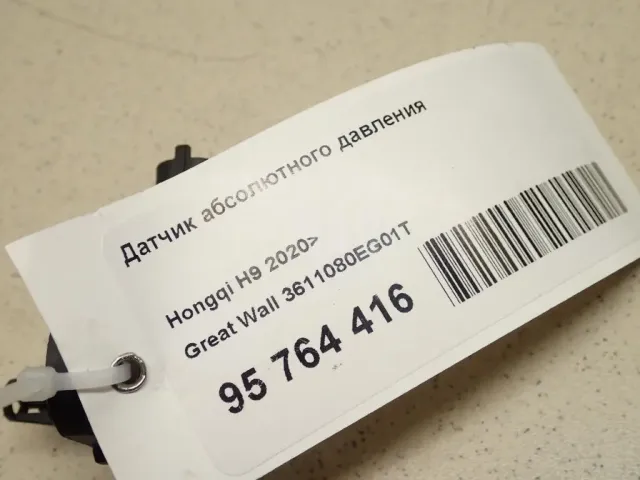 Датчик абсолютного давления
Hongqi H9 2020>
Great Wall 3611080EG01T
95 764 416